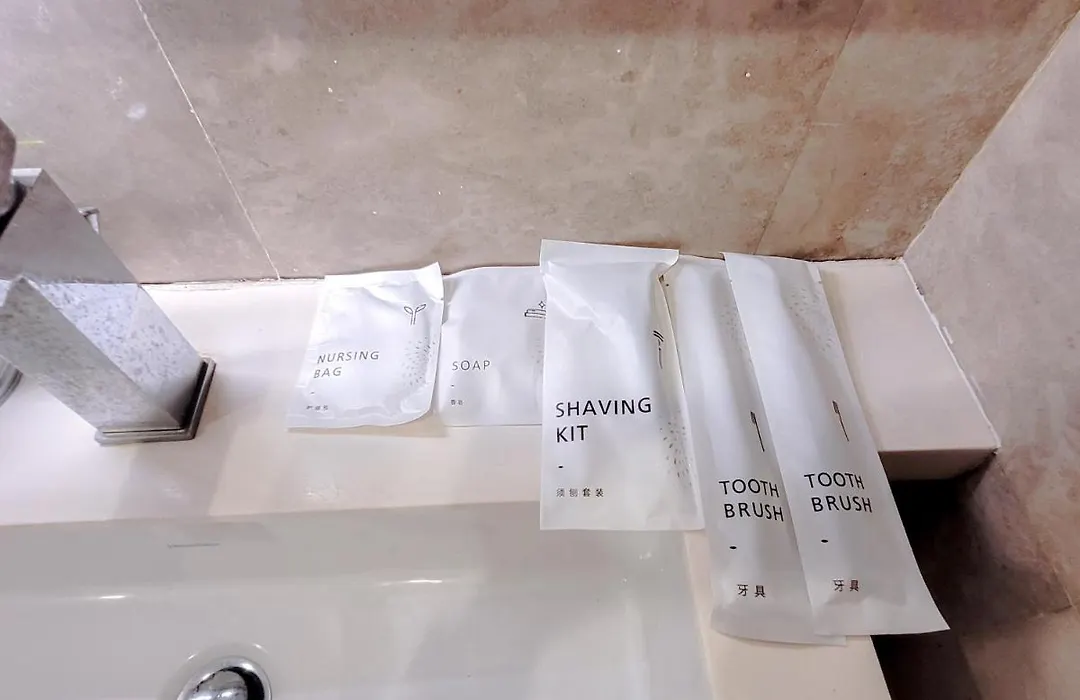 NURSING
BAG
-
SOAP
-
SHAVING
KIT
-
须刨套装
TOOTH
BRUSH
-
牙具
TOOTH
BRUSH
-
牙具